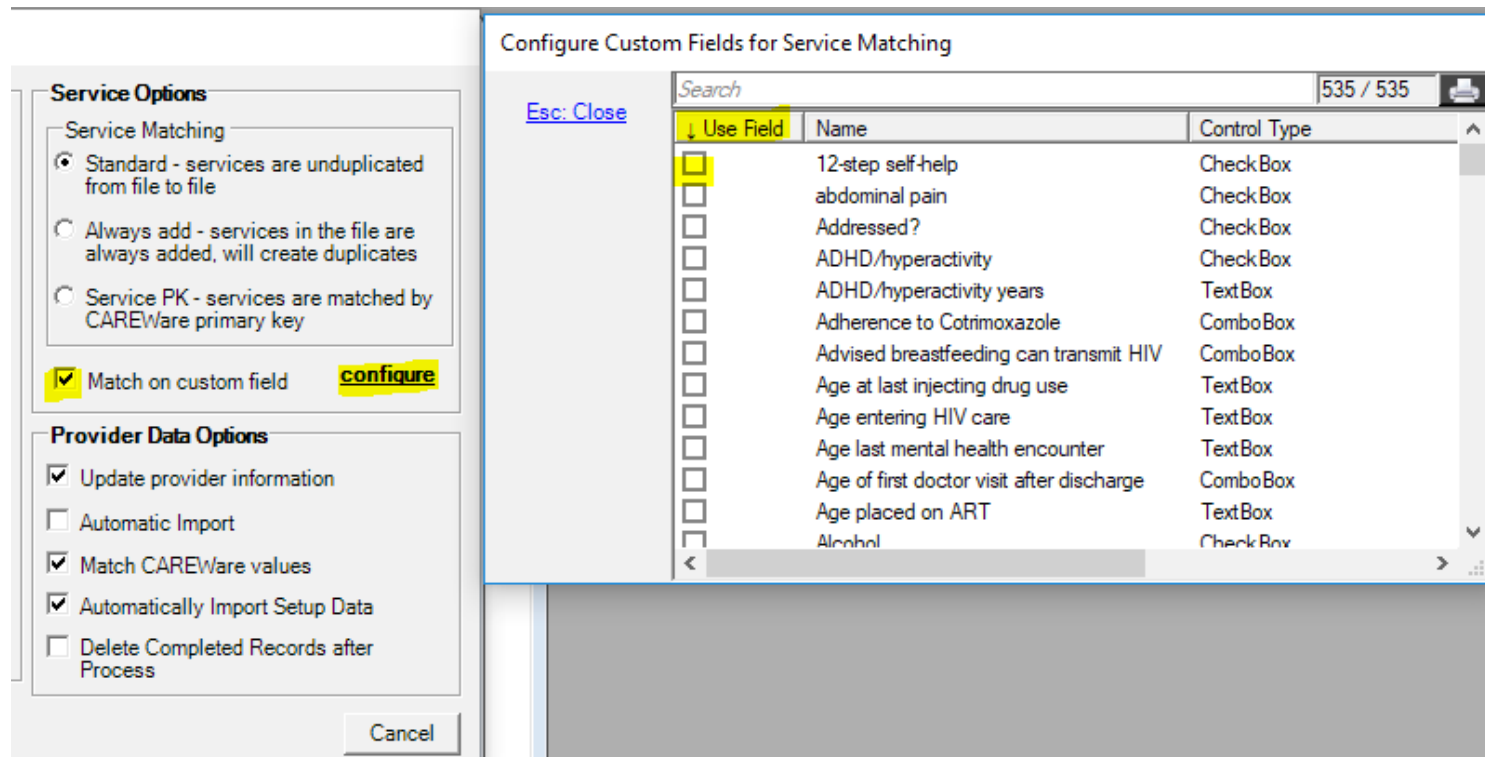 Service Options
Service Matching
Standard - services are unduplicated
from file to file
Always add - services in the file are
always added, will create duplicates
Service PK - services are matched by
CAREWare primary key
Match on custom field configure
Provider Data Options
Update provider information
Automatic Import
Match CAREWare values
Automatically Import Setup Data
Delete Completed Records after
Process
Cancel
Configure Custom Fields for Service Matching
Esc: Close
Search 535 / 535
↓ Use Field Name Control Type
12-step self-help CheckBox
abdominal pain CheckBox
Addressed? CheckBox
ADHD/hyperactivity CheckBox
ADHD/hyperactivity years TextBox
Adherence to Cotrimoxazole ComboBox
Advised breastfeeding can transmit HIV ComboBox
Age at last injecting drug use TextBox
Age entering HIV care TextBox
Age last mental health encounter TextBox
Age of first doctor visit after discharge ComboBox
Age placed on ART TextBox
Alcohol CheckBox